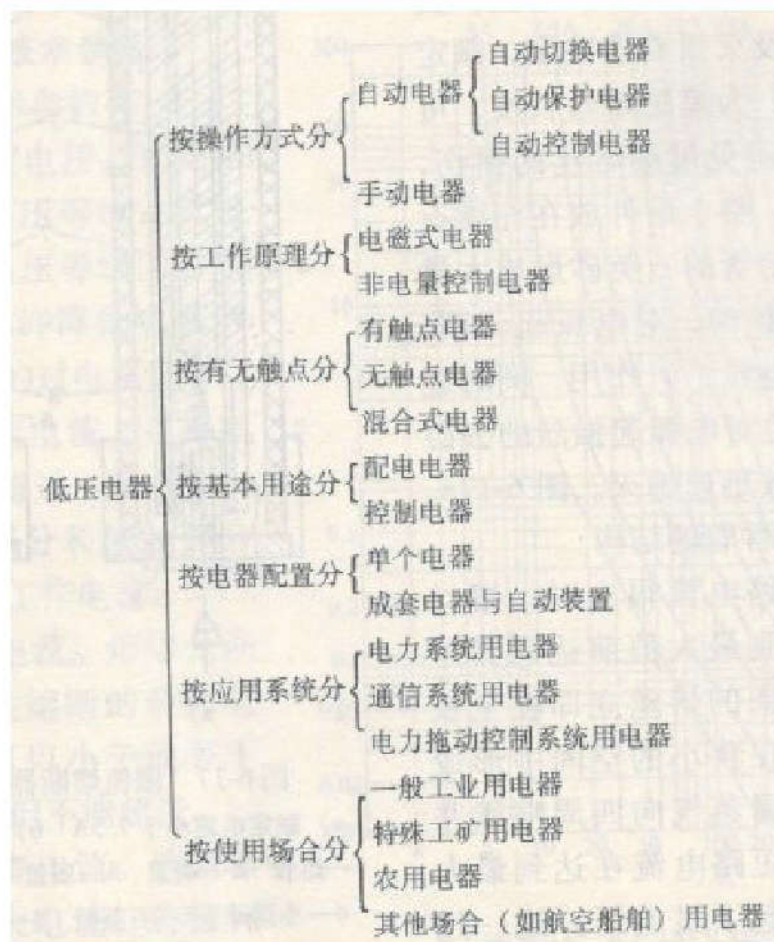 自动切换电器
自动电器
自动保护电器
按操作方式分
自动控制电器
手动电器
电磁式电器
按工作原理分
非电量控制电器
有触点电器
按有无触点分
无触点电器
混合式电器
低压电器
按基本用途分
配电电器
控制电器
单个电器
按电器配置分
成套电器与自动装置
电力系统用电器
按应用系统分
通信系统用电器
电力拖动控制系统用电器
一般工业用电器
特殊工矿用电器
按使用场合分
农用电器
其他场合（如航空船舶）用电器